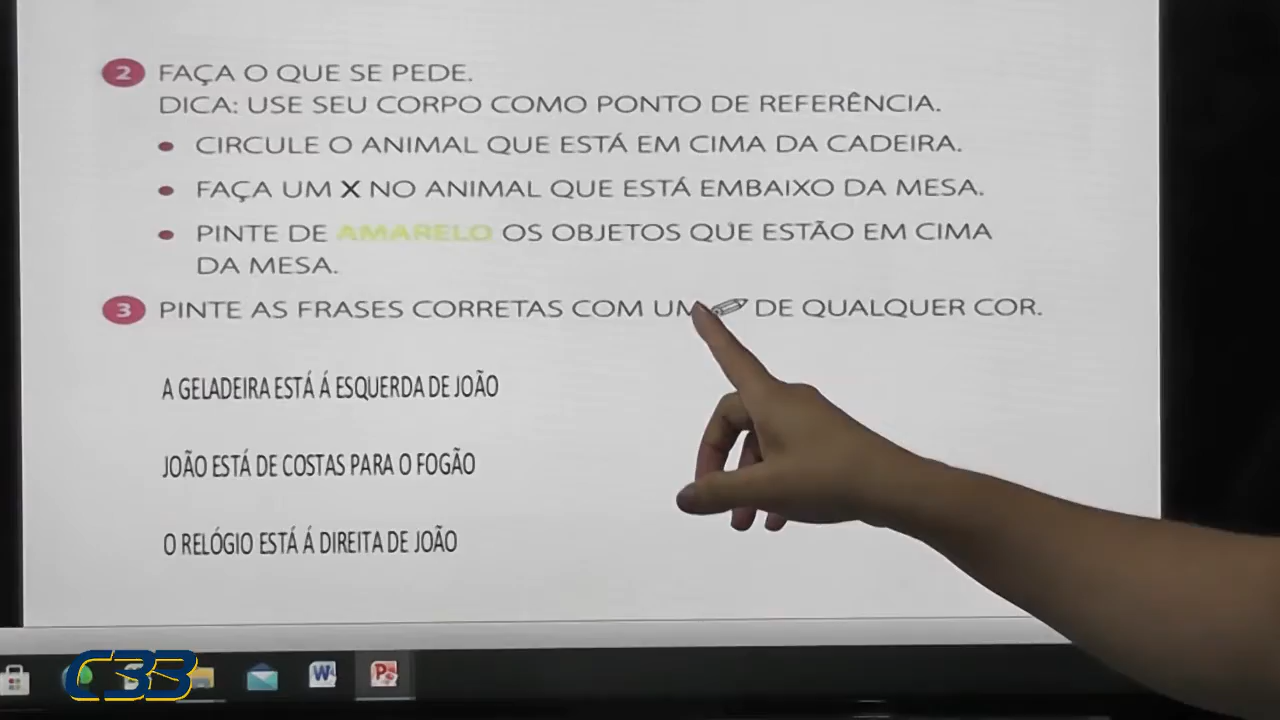 2 FAÇA O QUE SE PEDE.
DICA: USE SEU CORPO COMO PONTO DE REFERÊNCIA.
• CIRCULE O ANIMAL QUE ESTÁ EM CIMA DA CADEIRA.
• FAÇA UM X NO ANIMAL QUE ESTÁ EMBAIXO DA MESA.
• PINTE DE AMARELO OS OBJETOS QUE ESTÃO EM CIMA
DA MESA.
3 PINTE AS FRASES CORRETAS COM UM DE QUALQUER COR.
A GELADEIRA ESTÁ Á ESQUERDA DE JOÃO
JOÃO ESTÁ DE COSTAS PARA O FOGÃO
O RELÓGIO ESTÁ Á DIREITA DE JOÃO
CBB
W
P